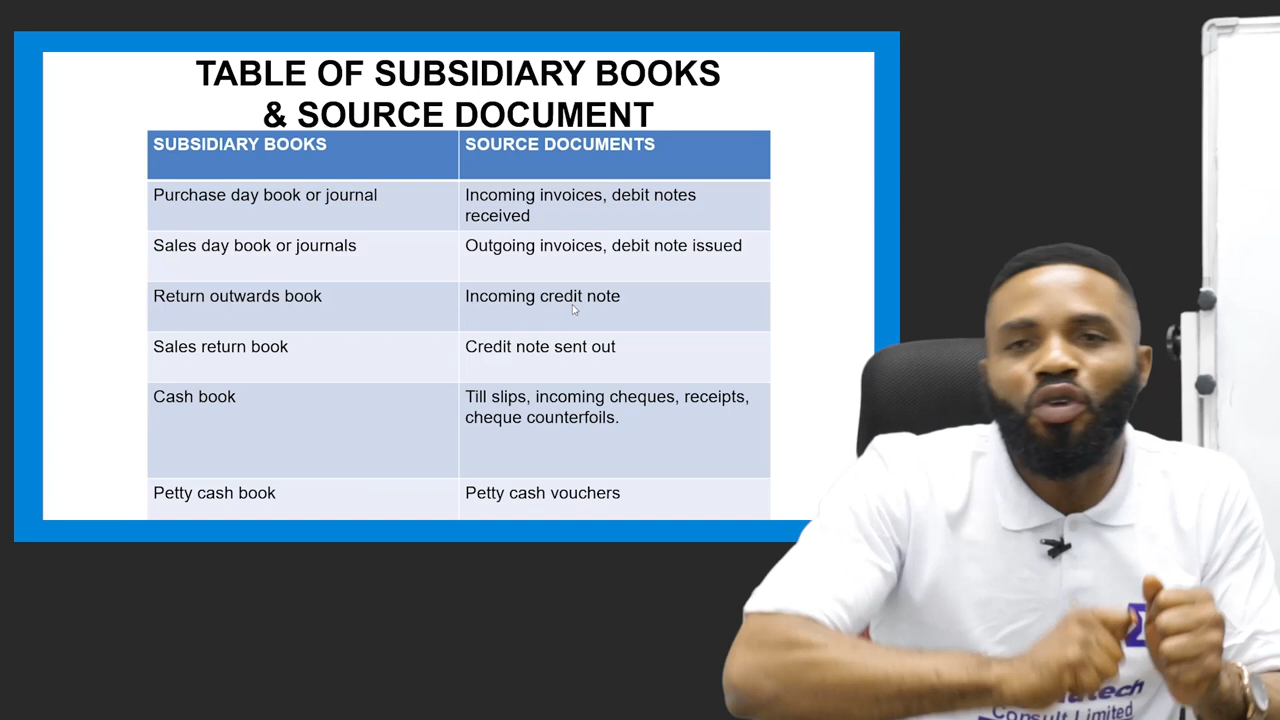 TABLE OF SUBSIDIARY BOOKS
& SOURCE DOCUMENT
SUBSIDIARY BOOKS SOURCE DOCUMENTS
Purchase day book or journal Incoming invoices, debit notes
received
Sales day book or journals Outgoing invoices, debit note issued
Return outwards book Incoming credit note
Sales return book Credit note sent out
Cash book Till slips, incoming cheques, receipts,
cheque counterfoils.
Petty cash book Petty cash vouchers
Consult Limited